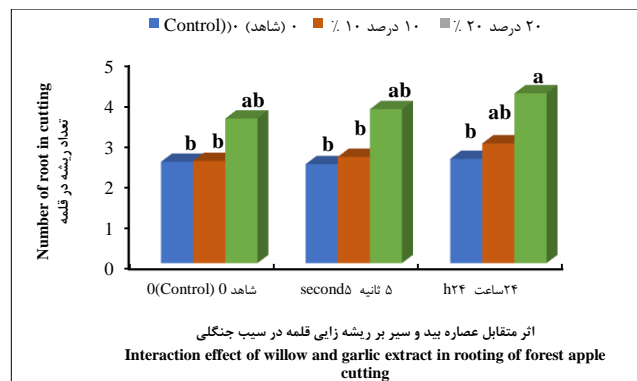 Control)(۰ (شاهد) ۰ ۱۰ درصد ۱۰ ٪ ۲۰ درصد ۲۰ ٪
5
4
3
2
1
0
Number of root in cutting
تعداد ریشه در قلمه
b b ab
b b ab
b ab a
0(Control) 0 شاهد
second۵ ۵ ثانیه
h۲۴ ۲۴ساعت
اثر متقابل عصاره بید و سیر بر ریشه زایی قلمه در سیب جنگلی
Interaction effect of willow and garlic extract in rooting of forest apple
cutting